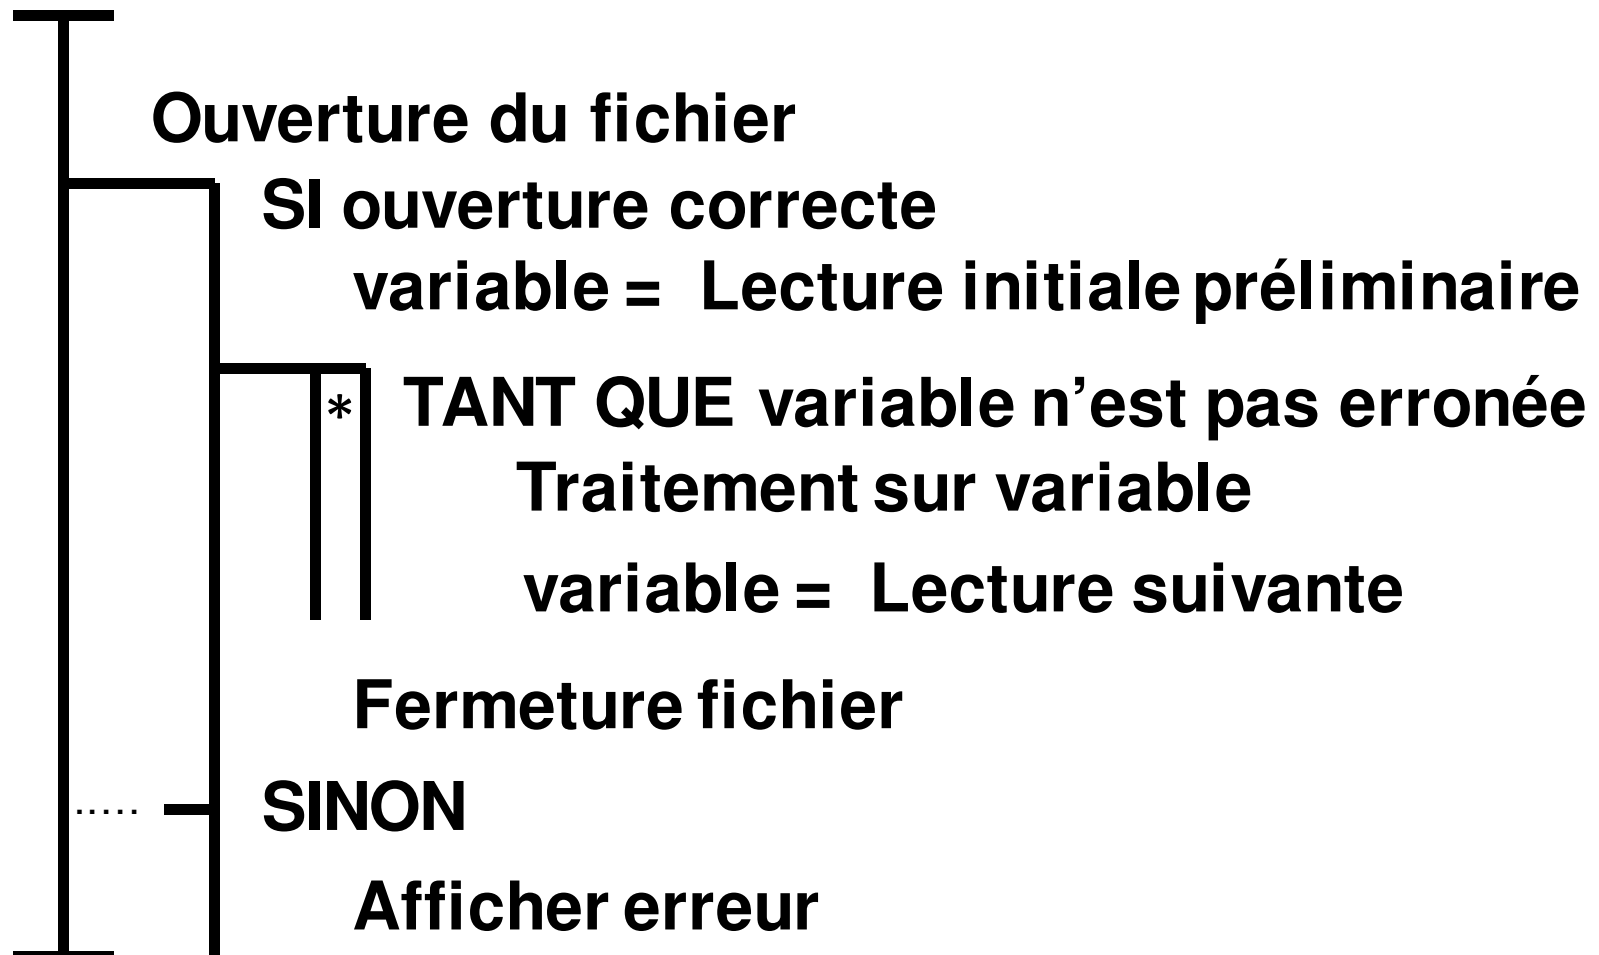 Ouverture du fichier
SI ouverture correcte
variable = Lecture initiale préliminaire
* TANT QUE variable n’est pas erronée
Traitement sur variable
variable = Lecture suivante
Fermeture fichier
..... SINON
Afficher erreur